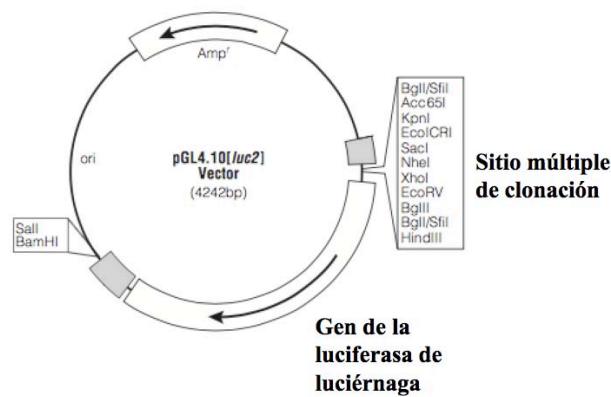 Ampʳ
ori
pGL4.10[luc2]
Vector
(4242bp)
BglI/SfiI
Acc65I
KpnI
EcoICRI
SacI
NheI
XhoI
EcoRV
BglII
BglI/SfiI
HindIII
Sitio múltiple
de clonación
SalI
BamHI
Gen de la
luciferasa de
luciérnaga